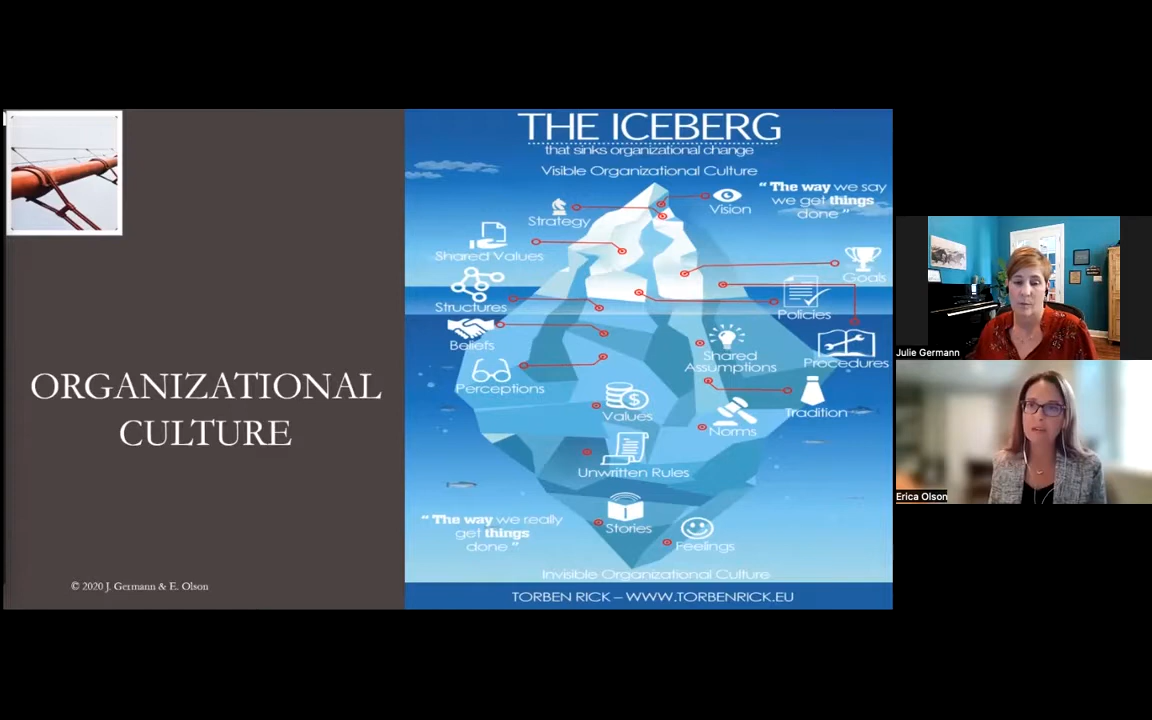 ORGANIZATIONAL
CULTURE
© 2020 J. Germann & E. Olson
THE ICEBERG
that sinks organizational change
Visible Organizational Culture
“ The way we say
we get things
done ”
Vision
Strategy
Shared Values
Goals
Structures
Policies
Beliefs
Shared
Assumptions
Procedures
Perceptions
Values
Tradition
Norms
Unwritten Rules
“ The way we really
get things
done ”
Stories
Feelings
Invisible Organizational Culture
TORBEN RICK – WWW.TORBENRICK.EU
Julie Germann
Erica Olson